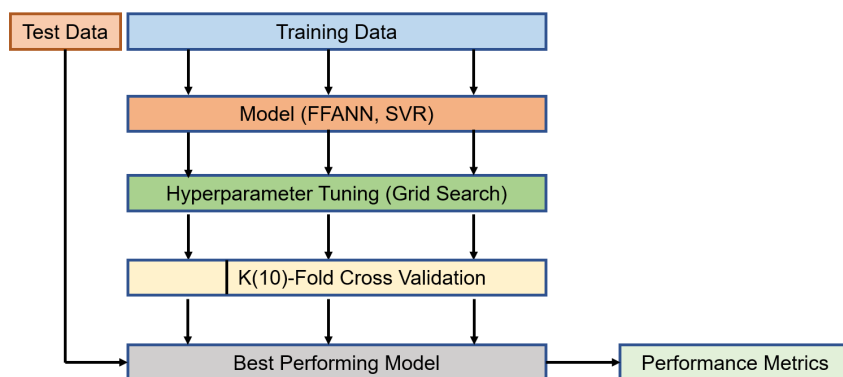 Test Data
Training Data
Model (FFANN, SVR)
Hyperparameter Tuning (Grid Search)
K(10)-Fold Cross Validation
Best Performing Model
Performance Metrics